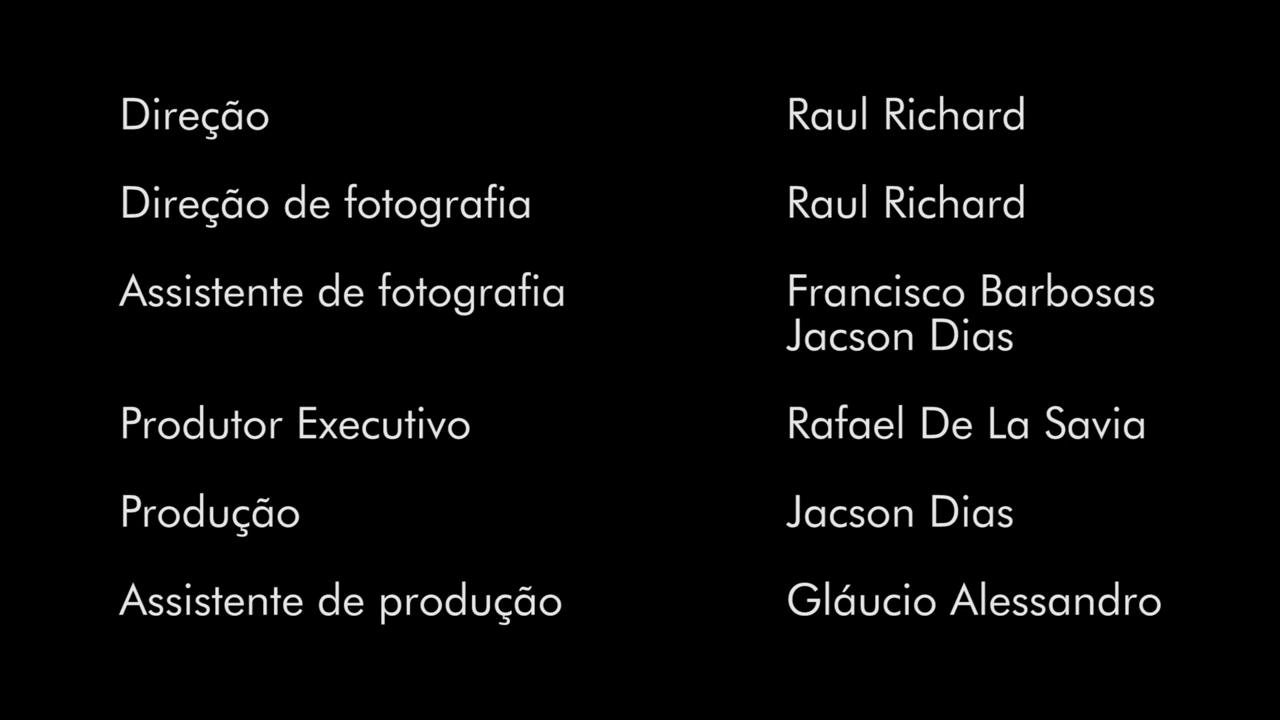 Direção Raul Richard
Direção de fotografia Raul Richard
Assistente de fotografia Francisco Barbosas
Jacson Dias
Produtor Executivo Rafael De La Savia
Produção Jacson Dias
Assistente de produção Gláucio Alessandro